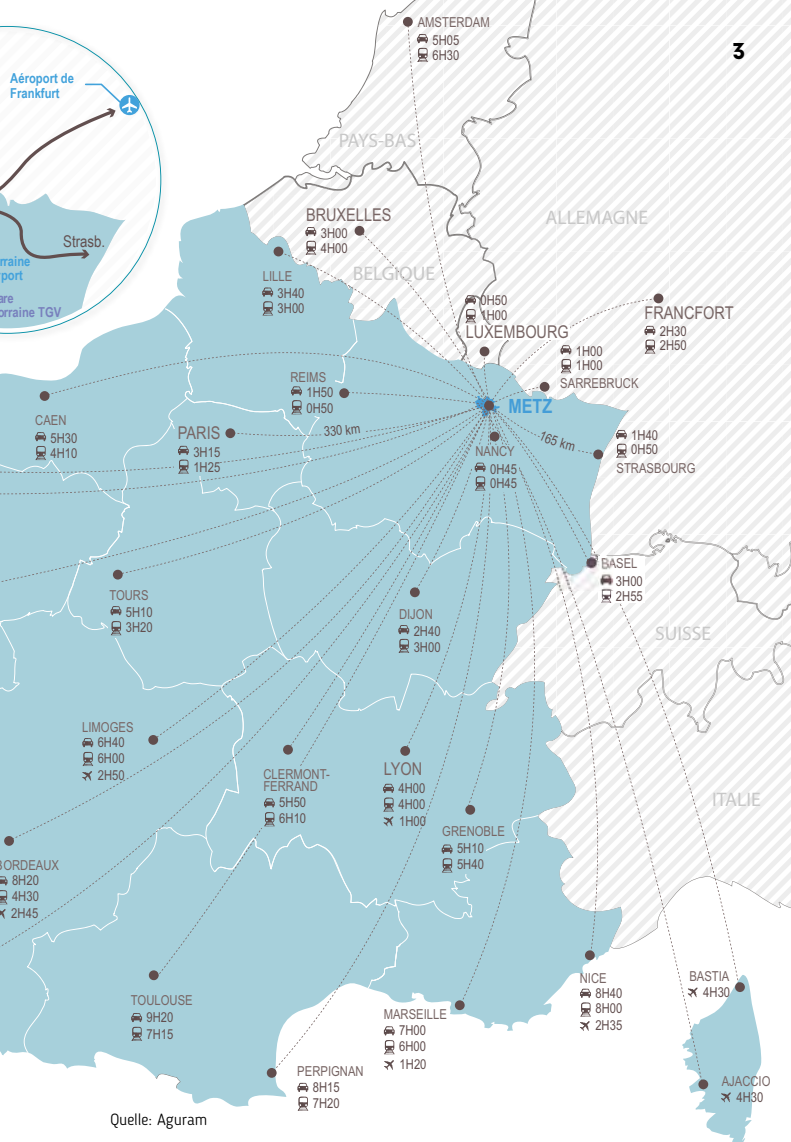 AMSTERDAM
5H05
6H30
3
Aéroport de
Frankfurt
PAYS-BAS
BRUXELLES
3H00
4H00
ALLEMAGNE
Strasb.
BELGIQUE
LILLE
3H40
3H00
TGV
0H50
1H00
LUXEMBOURG
FRANCFORT
2H30
2H50
1H00
1H00
SARREBRUCK
REIMS
1H50
0H50
METZ
CAEN
5H30
4H10
PARIS
3H15
1H25
330 km
165 km
NANCY
0H45
0H45
1H40
0H50
STRASBOURG
BASEL
3H00
2H55
TOURS
5H10
3H20
DIJON
2H40
3H00
SUISSE
LIMOGES
6H40
6H00
2H50
CLERMONT-
FERRAND
5H50
6H10
LYON
4H00
4H00
1H00
ITALIE
GRENOBLE
5H10
5H40
BORDEAUX
8H20
4H30
2H45
TOULOUSE
9H20
7H15
MARSEILLE
7H00
6H00
1H20
NICE
8H40
8H00
2H35
BASTIA
4H30
PERPIGNAN
8H15
7H20
AJACCIO
4H30
Quelle: Aguram